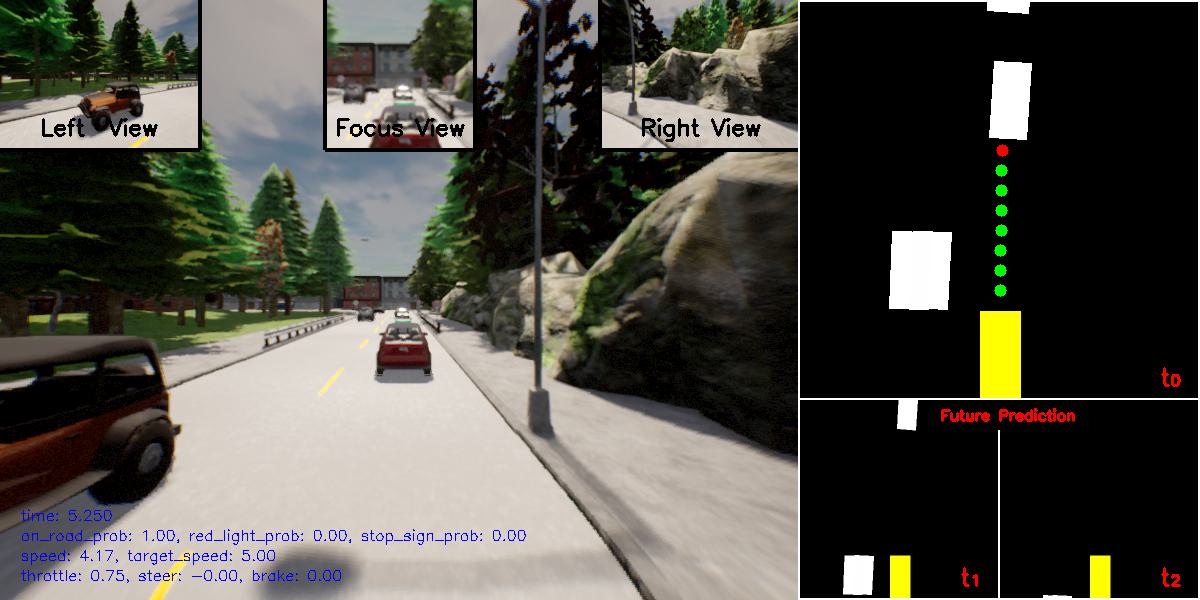 Left View
Focus View
Right View
t0
Future Prediction
t1
t2
time: 5.250
on_road_prob: 1.00, red_light_prob: 0.00, stop_sign_prob: 0.00
speed: 4.17, target_speed: 5.00
throttle: 0.75, steer: −0.00, brake: 0.00